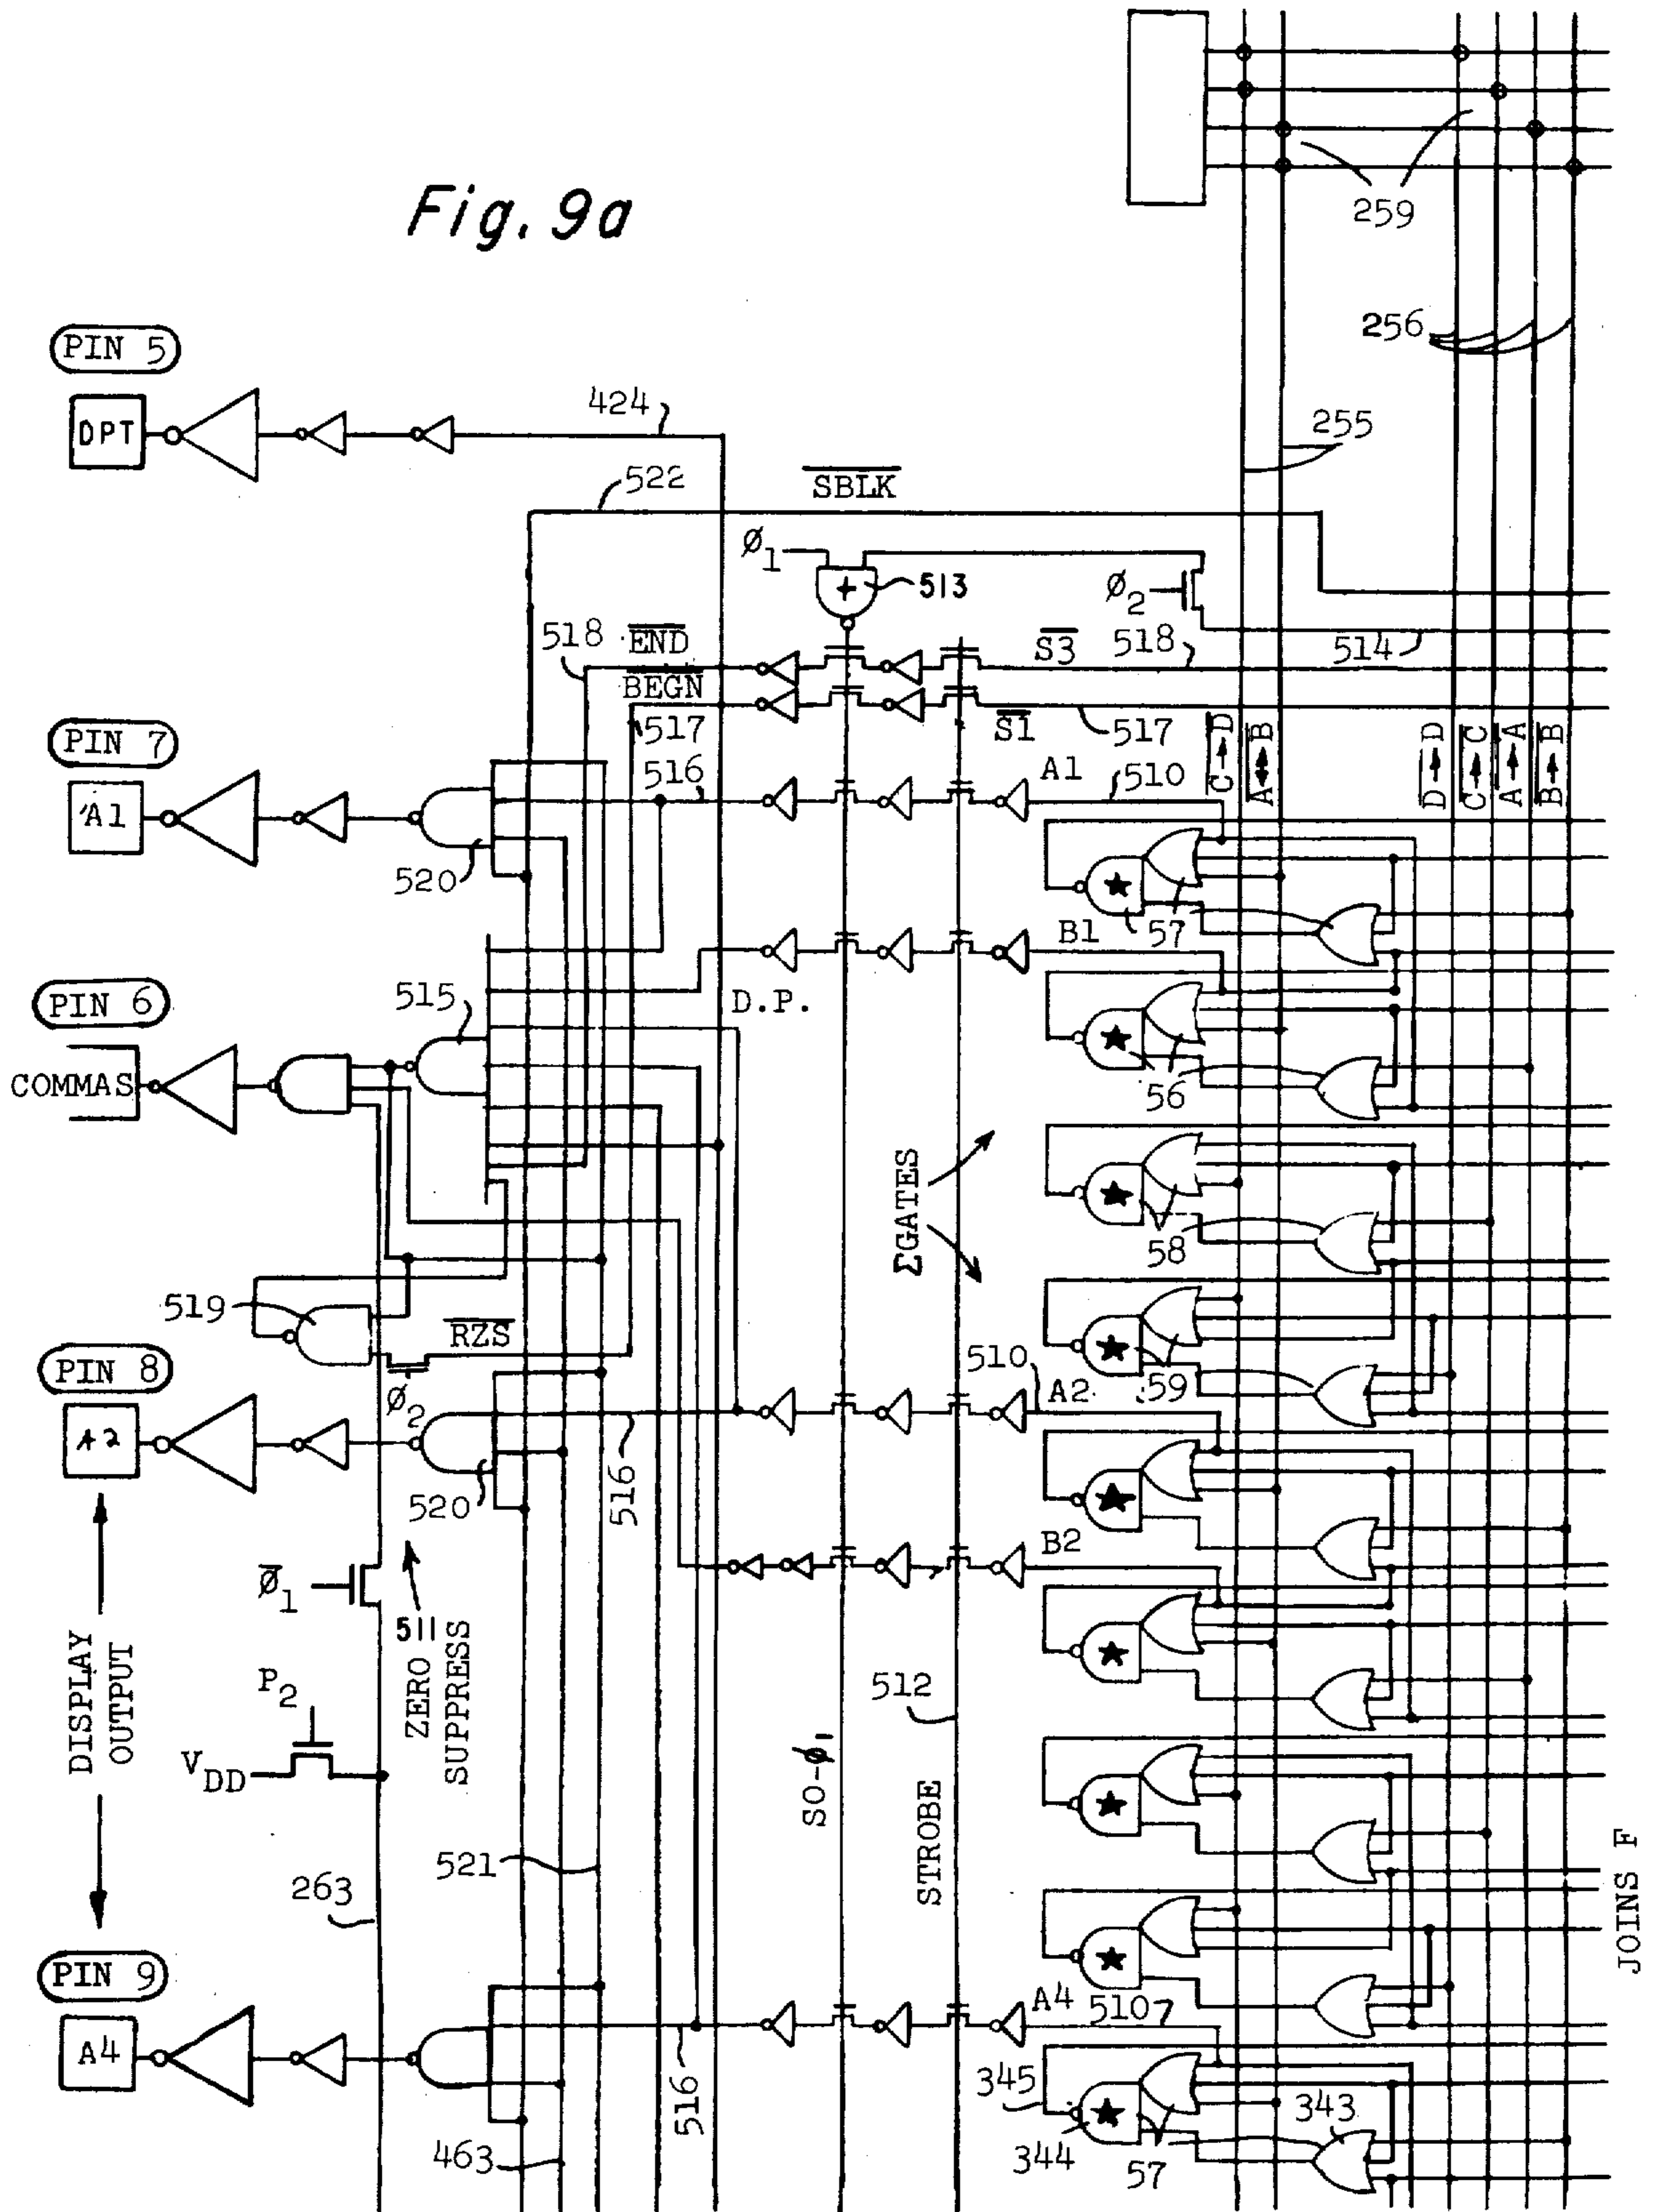 Fig. 9a
259
256
PIN 5
DPT
424
255
522
SBLK
Ø1
513
Ø2
518
END
S3
518
514
BEGN
517
S1
517
PIN 7
A1
516
A1
510
C→D
A↔B
D→D
C→C
A→A
B→B
520
57
B1
PIN 6
515
D.P.
COMMAS
56
ΣGATES
58
519
RZS
PIN 8
510
A2
59
Ø2
A2
520
516
B2
Ø1
511
ZERO
SUPPRESS
DISPLAY
OUTPUT
P2
VDD
512
SO-Ø1
STROBE
521
263
JOINS F
PIN 9
A4
A4
510
516
345
343
344
57
463